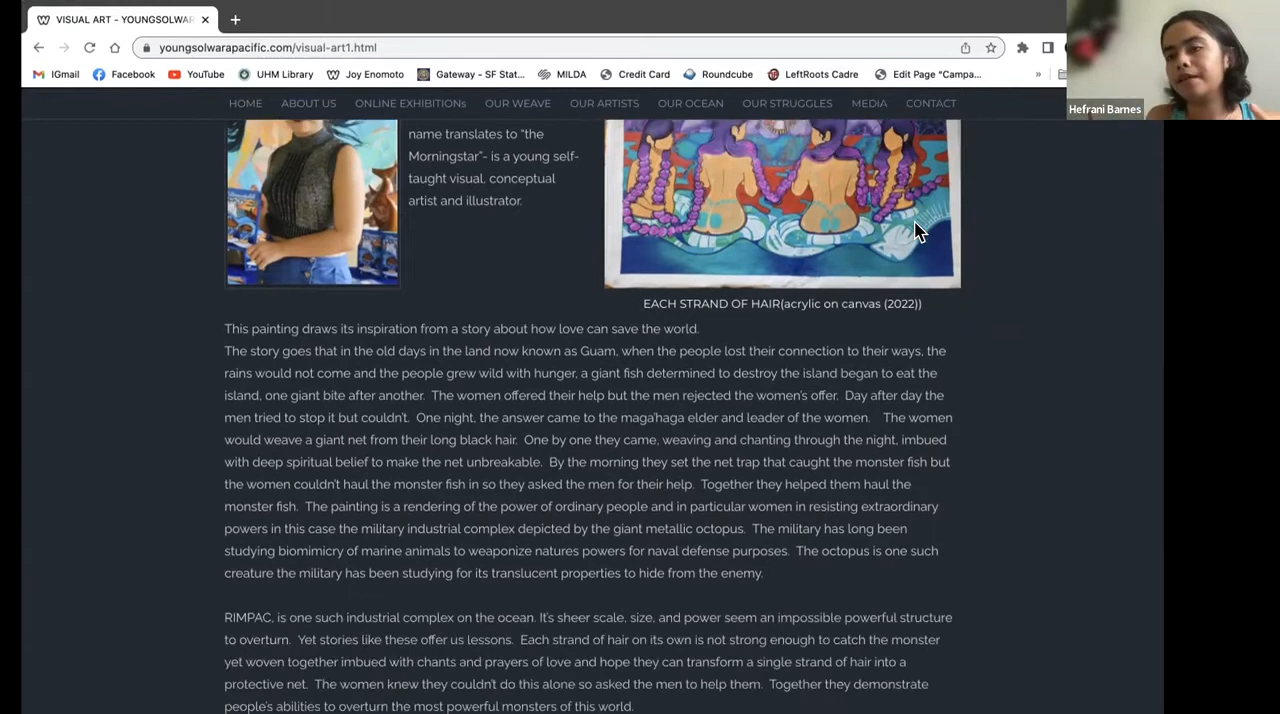 VISUAL ART - YOUNGSOLWAR
youngsolwarapacific.com/visual-art1.html
IGmail Facebook YouTube UHM Library Joy Enomoto Gateway - SF Stat... MILDA Credit Card Roundcube LeftRoots Cadre Edit Page "Campa... »
Hefrani Barnes
HOME ABOUT US ONLINE EXHIBITIONs OUR WEAVE OUR ARTISTS OUR OCEAN OUR STRUGGLES MEDIA CONTACT
name translates to "the
Morningstar"- is a young self-
taught visual, conceptual
artist and illustrator.
EACH STRAND OF HAIR(acrylic on canvas (2022))
This painting draws its inspiration from a story about how love can save the world.
The story goes that in the old days in the land now known as Guam, when the people lost their connection to their ways, the
rains would not come and the people grew wild with hunger, a giant fish determined to destroy the island began to eat the
island, one giant bite after another. The women offered their help but the men rejected the women's offer. Day after day the
men tried to stop it but couldn't. One night, the answer came to the maga'haga elder and leader of the women. The women
would weave a giant net from their long black hair. One by one they came, weaving and chanting through the night, imbued
with deep spiritual belief to make the net unbreakable. By the morning they set the net trap that caught the monster fish but
the women couldn't haul the monster fish in so they asked the men for their help. Together they helped them haul the
monster fish. The painting is a rendering of the power of ordinary people and in particular women in resisting extraordinary
powers in this case the military industrial complex depicted by the giant metallic octopus. The military has long been
studying biomimicry of marine animals to weaponize natures powers for naval defense purposes. The octopus is one such
creature the military has been studying for its translucent properties to hide from the enemy.
RIMPAC, is one such industrial complex on the ocean. It's sheer scale, size, and power seem an impossible powerful structure
to overturn. Yet stories like these offer us lessons. Each strand of hair on its own is not strong enough to catch the monster
yet woven together imbued with chants and prayers of love and hope they can transform a single strand of hair into a
protective net. The women knew they couldn't do this alone so asked the men to help them. Together they demonstrate
people's abilities to overturn the most powerful monsters of this world.